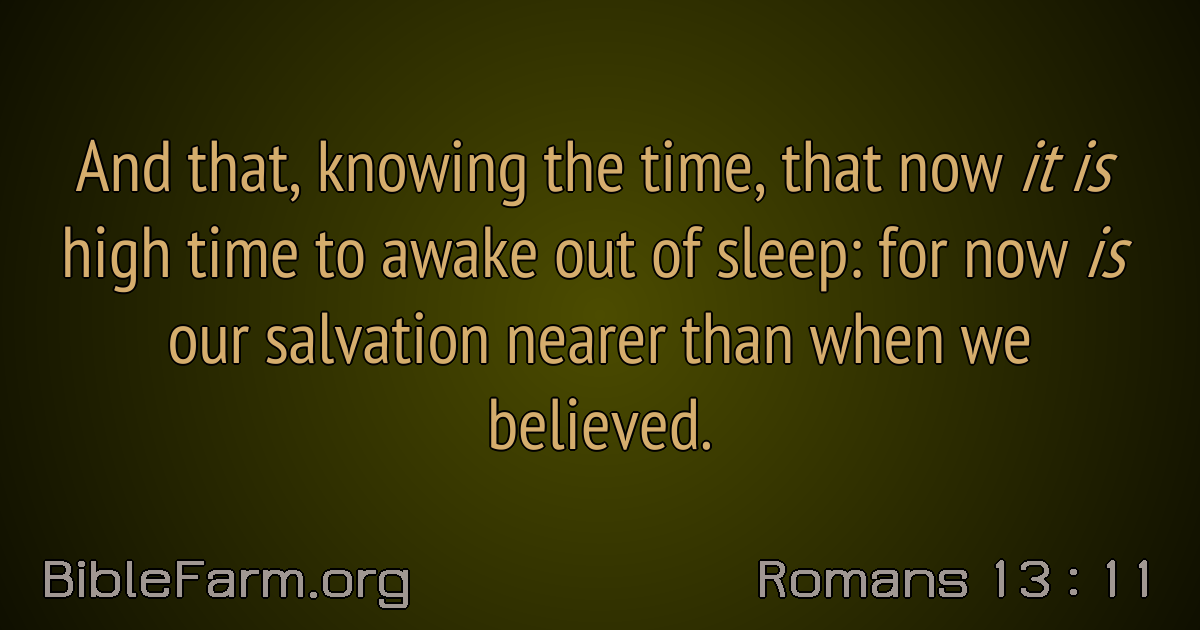 And that, knowing the time, that now it is
high time to awake out of sleep: for now is
our salvation nearer than when we
believed.
BibleFarm.org
Romans 13 : 11